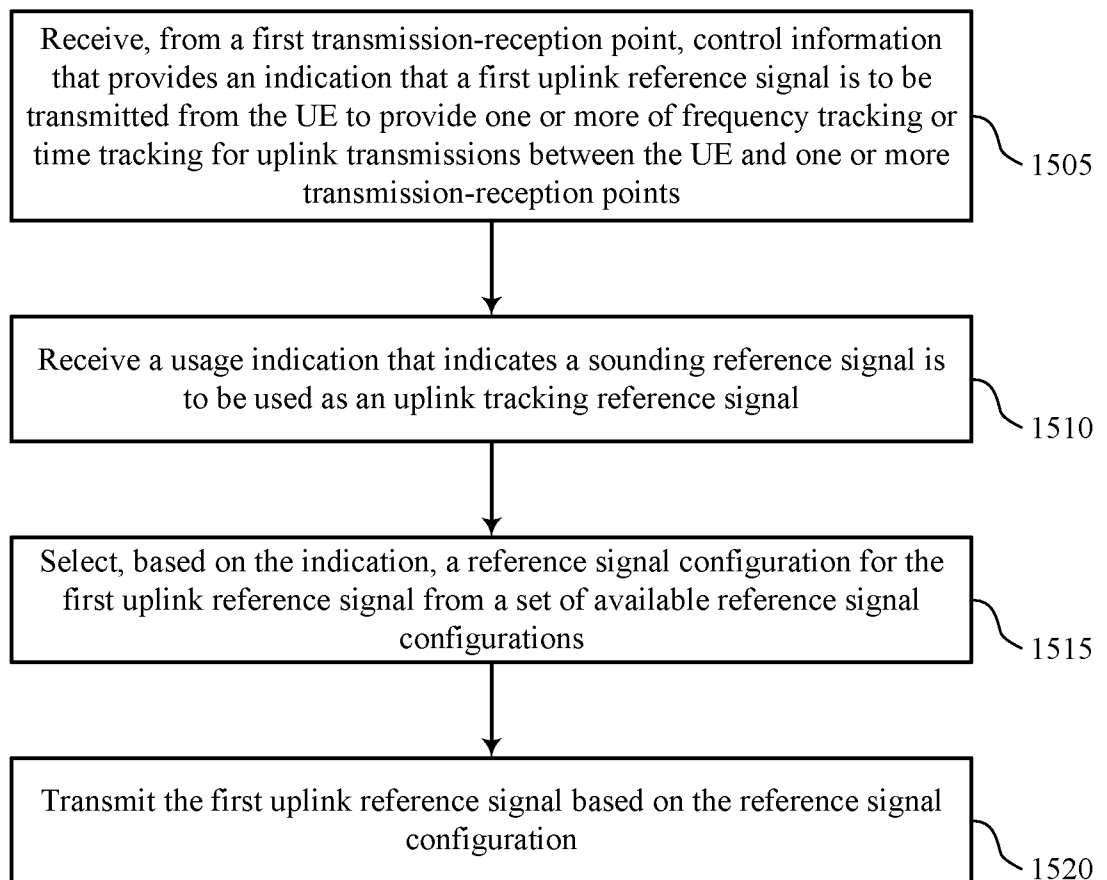 Receive, from a first transmission-reception point, control information
that provides an indication that a first uplink reference signal is to be
transmitted from the UE to provide one or more of frequency tracking or
time tracking for uplink transmissions between the UE and one or more
transmission-reception points
1505
Receive a usage indication that indicates a sounding reference signal is
to be used as an uplink tracking reference signal
1510
Select, based on the indication, a reference signal configuration for the
first uplink reference signal from a set of available reference signal
configurations
1515
Transmit the first uplink reference signal based on the reference signal
configuration
1520